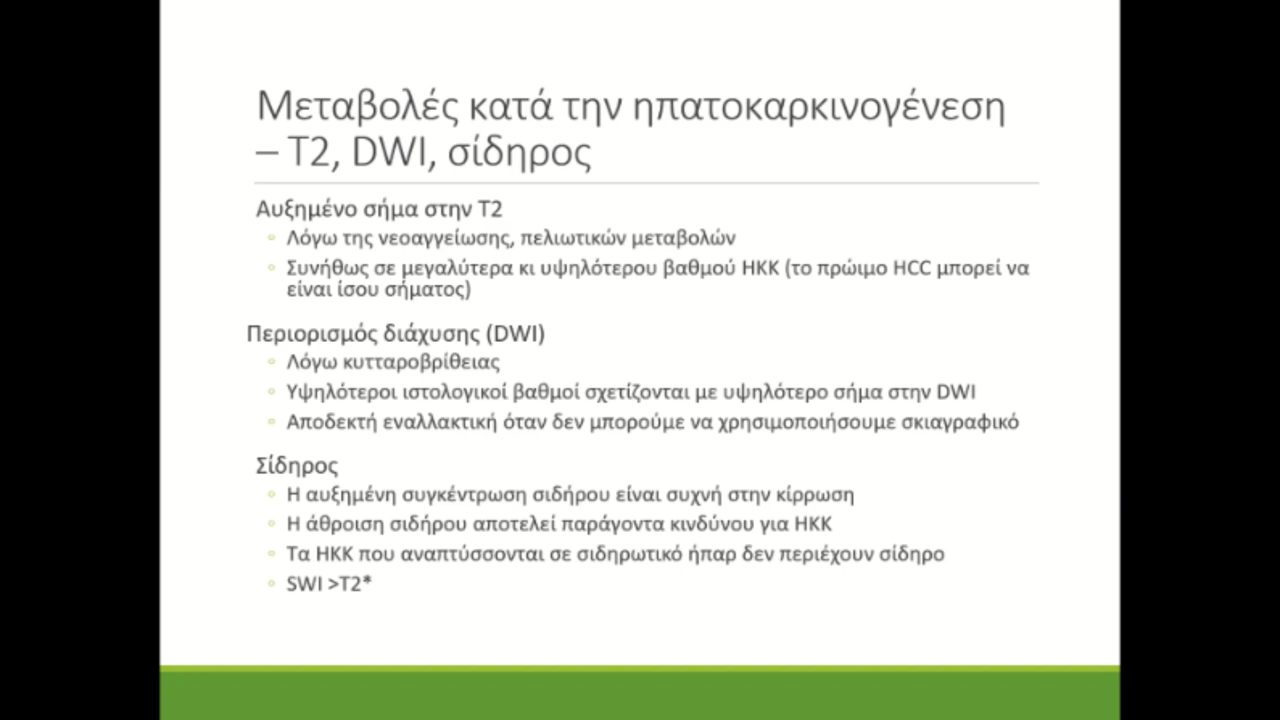 Μεταβολές κατά την ηπατοκαρκινογένεση
– T2, DWI, σίδηρος
Αυξημένο σήμα στην T2
◦ Λόγω της νεοαγγείωσης, πελιωτικών μεταβολών
◦ Συνήθως σε μεγαλύτερα κι υψηλότερου βαθμού ΗΚΚ (το πρώιμο HCC μπορεί να
είναι ίσου σήματος)
Περιορισμός διάχυσης (DWI)
◦ Λόγω κυτταροβρίθειας
◦ Υψηλότεροι ιστολογικοί βαθμοί σχετίζονται με υψηλότερο σήμα στην DWI
◦ Αποδεκτή εναλλακτική όταν δεν μπορούμε να χρησιμοποιήσουμε σκιαγραφικό
Σίδηρος
◦ Η αυξημένη συγκέντρωση σιδήρου είναι συχνή στην κίρρωση
◦ Η άθροιση σιδήρου αποτελεί παράγοντα κινδύνου για ΗΚΚ
◦ Τα ΗΚΚ που αναπτύσσονται σε σιδηρωτικό ήπαρ δεν περιέχουν σίδηρο
◦ SWI >T2*